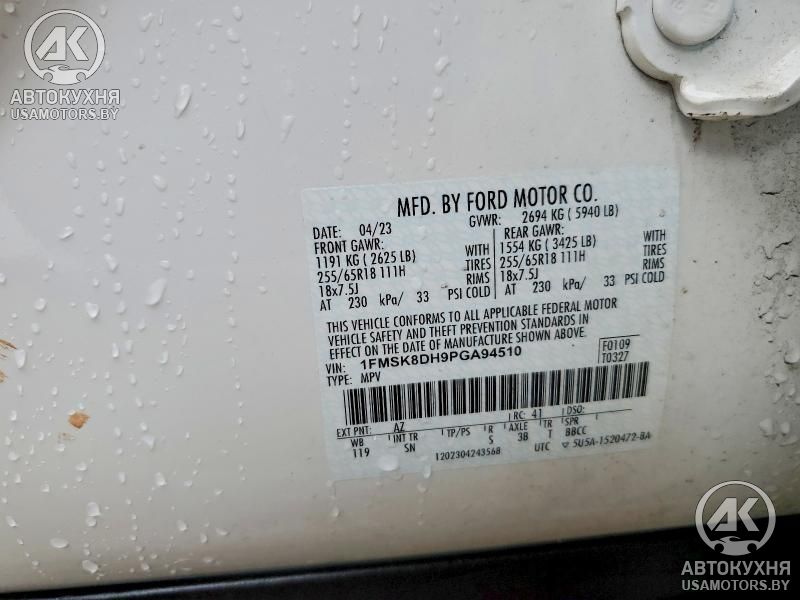 АК
АВТОКУХНЯ
USAMOTORS.BY
MFD. BY FORD MOTOR CO.
DATE: 04/23 GVWR: 2694 KG ( 5940 LB)
FRONT GAWR: REAR GAWR:
1191 KG ( 2625 LB) WITH 1554 KG ( 3425 LB) WITH
255/65R18 111H TIRES 255/65R18 111H TIRES
18x7.5J RIMS 18x7.5J RIMS
AT 230 kPa/ 33 PSI COLD AT 230 kPa/ 33 PSI COLD
THIS VEHICLE CONFORMS TO ALL APPLICABLE FEDERAL MOTOR
VEHICLE SAFETY AND THEFT PREVENTION STANDARDS IN
EFFECT ON THE DATE OF MANUFACTURE SHOWN ABOVE.
VIN: 1FMSK8DH9PGA94510 F0109
TYPE: MPV T0327
EXT PNT: AZ RC: 41 DSO:
WB INT TR TP/PS R AXLE TR SPR
119 SN S 3B T BBCC
1202304243568 UTC ▽ 5U5A-1520472-BA
АК
АВТОКУХНЯ
USAMOTORS.BY